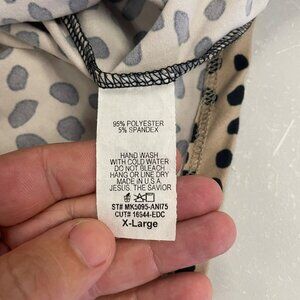 95% POLYESTER
5% SPANDEX
HAND WASH
WITH COLD WATER
DO NOT BLEACH
HANG OR LINE DRY
MADE IN U.S.A
JESUS, THE SAVIOR
ST# MK5095-ANI75
CUT# 16544-EDC
X-Large